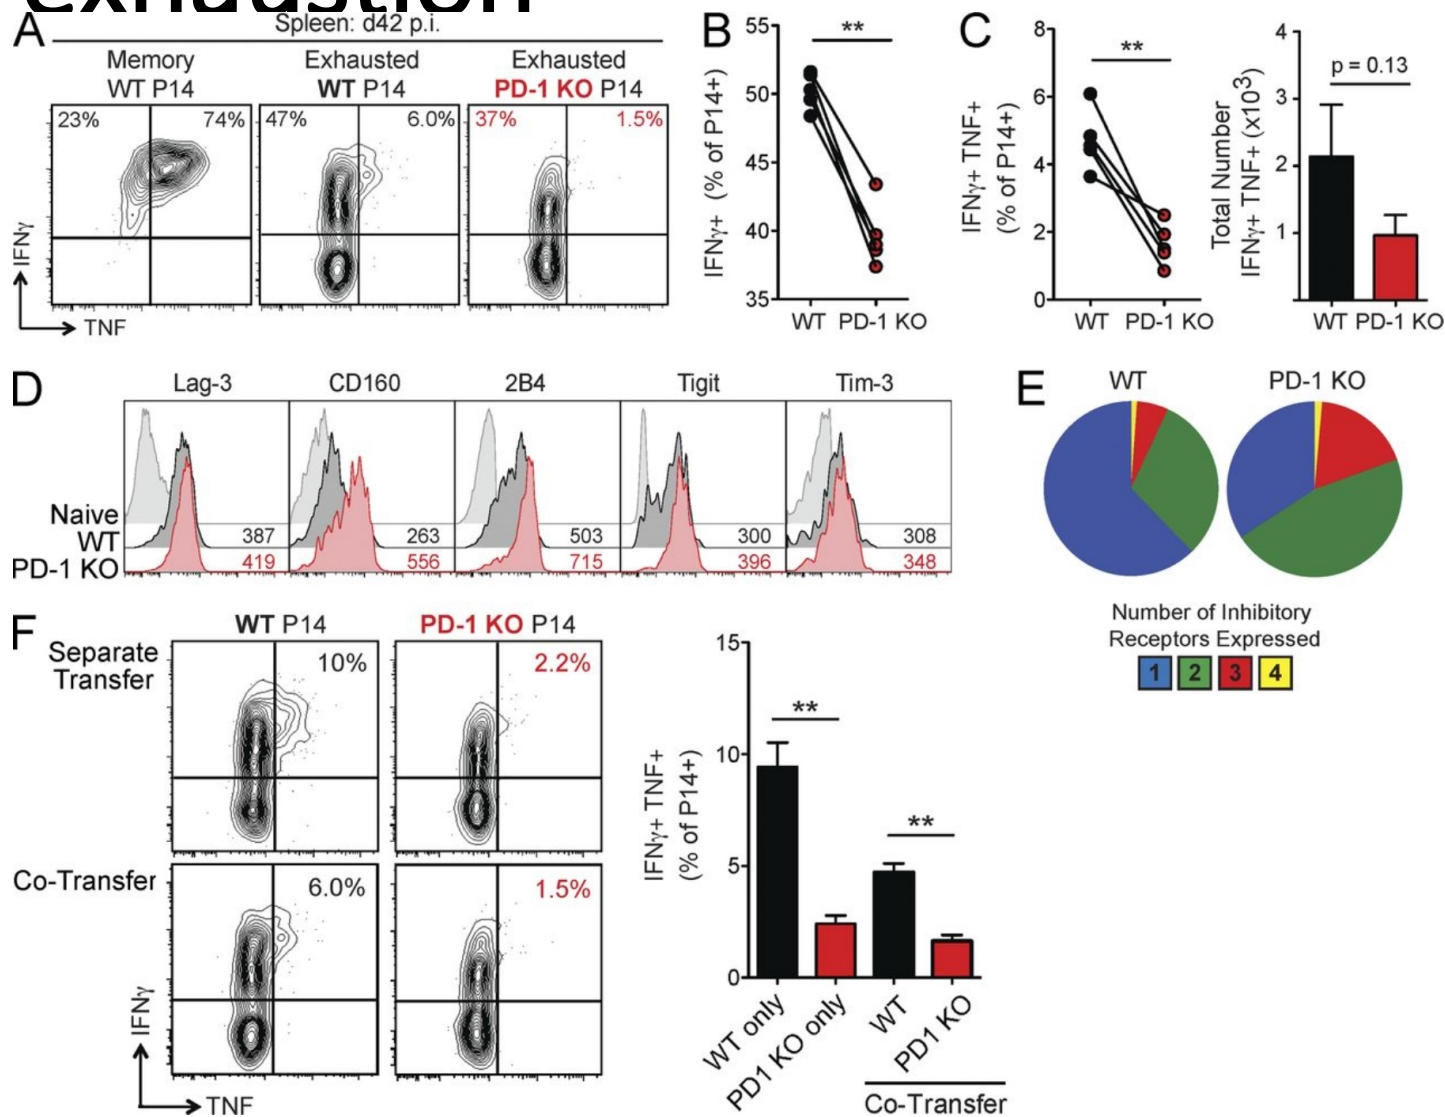 exhaustion
A
Spleen: d42 p.i.
Memory
WT P14
Exhausted
WT P14
Exhausted
PD-1 KO P14
23%
74%
47%
6.0%
37%
1.5%
IFNγ
TNF
B
**
IFNγ+ (% of P14+)
55
50
45
40
35
WT
PD-1 KO
C
**
IFNγ+ TNF+
(% of P14+)
8
6
4
2
0
WT
PD-1 KO
p = 0.13
Total Number
IFNγ+ TNF+ (x10³)
4
3
2
1
WT PD-1 KO
D
Lag-3
CD160
2B4
Tigit
Tim-3
Naive
WT
PD-1 KO
387
263
503
300
308
419
556
715
396
348
E
WT
PD-1 KO
Number of Inhibitory
Receptors Expressed
1
2
3
4
F
WT P14
PD-1 KO P14
Separate
Transfer
10%
2.2%
Co-Transfer
6.0%
1.5%
IFNγ
TNF
IFNγ+ TNF+
(% of P14+)
15
10
5
0
**
**
WT only
PD1 KO only
WT
PD1 KO
Co-Transfer